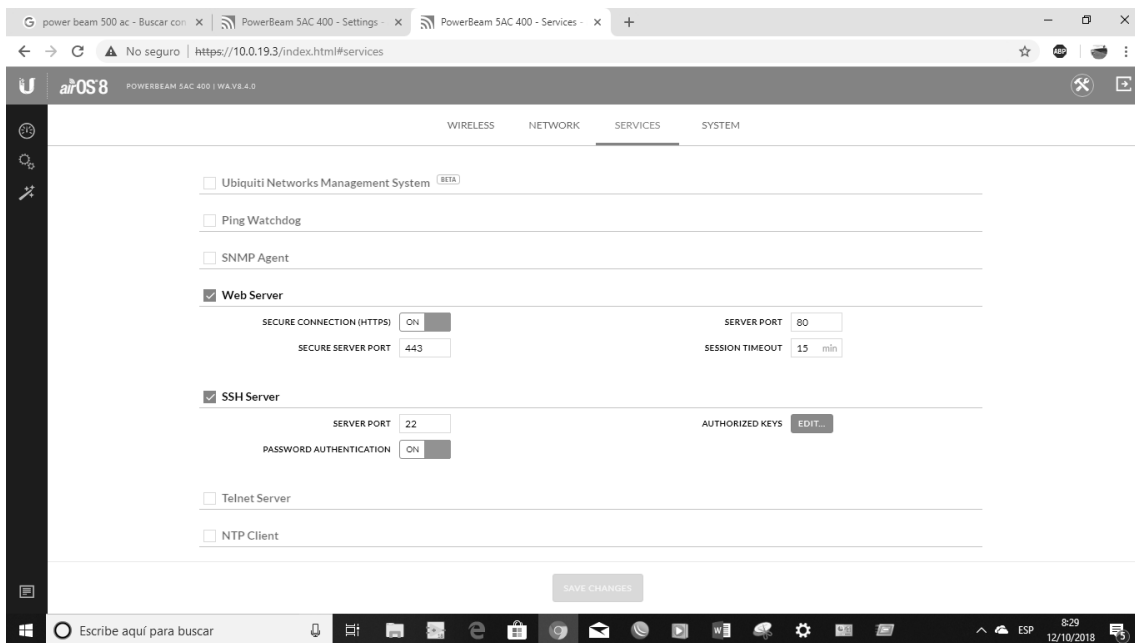 power beam 500 ac - Buscar con
PowerBeam 5AC 400 - Settings -
PowerBeam 5AC 400 - Services -
No seguro | https://10.0.19.3/index.html#services
ABP
airOS 8 POWERBEAM 5AC 400 | WA.V8.4.0
WIRELESS NETWORK SERVICES SYSTEM
Ubiquiti Networks Management System BETA
Ping Watchdog
SNMP Agent
Web Server
SECURE CONNECTION (HTTPS) ON SERVER PORT 80
SECURE SERVER PORT 443 SESSION TIMEOUT 15 min
SSH Server
SERVER PORT 22 AUTHORIZED KEYS EDIT...
PASSWORD AUTHENTICATION ON
Telnet Server
NTP Client
SAVE CHANGES
Escribe aquí para buscar ESP 8:29
12/10/2018